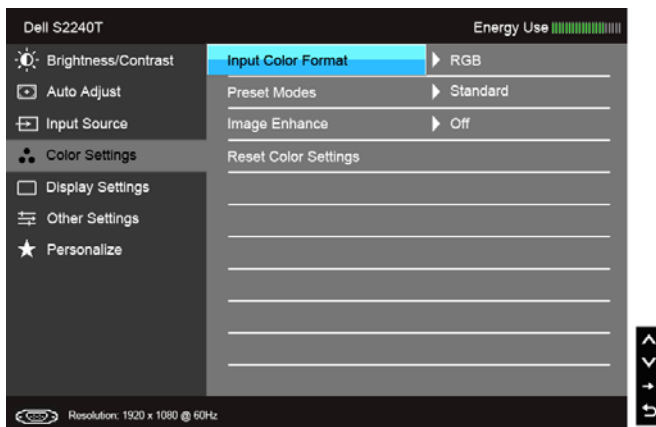 Dell S2240T
Energy Use
Brightness/Contrast
Auto Adjust
Input Source
Color Settings
Display Settings
Other Settings
Personalize
Input Color Format
RGB
Preset Modes
Standard
Image Enhance
Off
Reset Color Settings
Resolution: 1920 x 1080 @ 60Hz